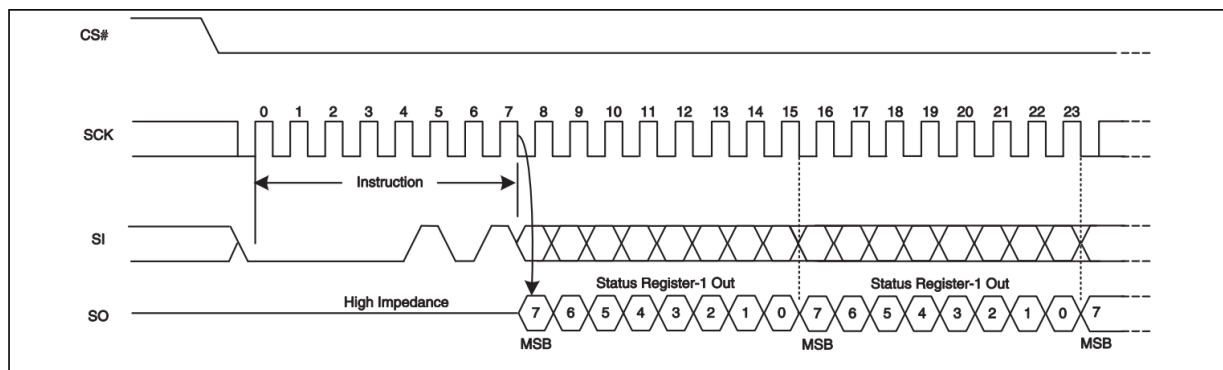 CS#
0 1 2 3 4 5 6 7 8 9 10 11 12 13 14 15 16 17 18 19 20 21 22 23
SCK
Instruction
SI
Status Register-1 Out Status Register-1 Out
High Impedance
SO
7 6 5 4 3 2 1 0 7 6 5 4 3 2 1 0 7
MSB MSB MSB